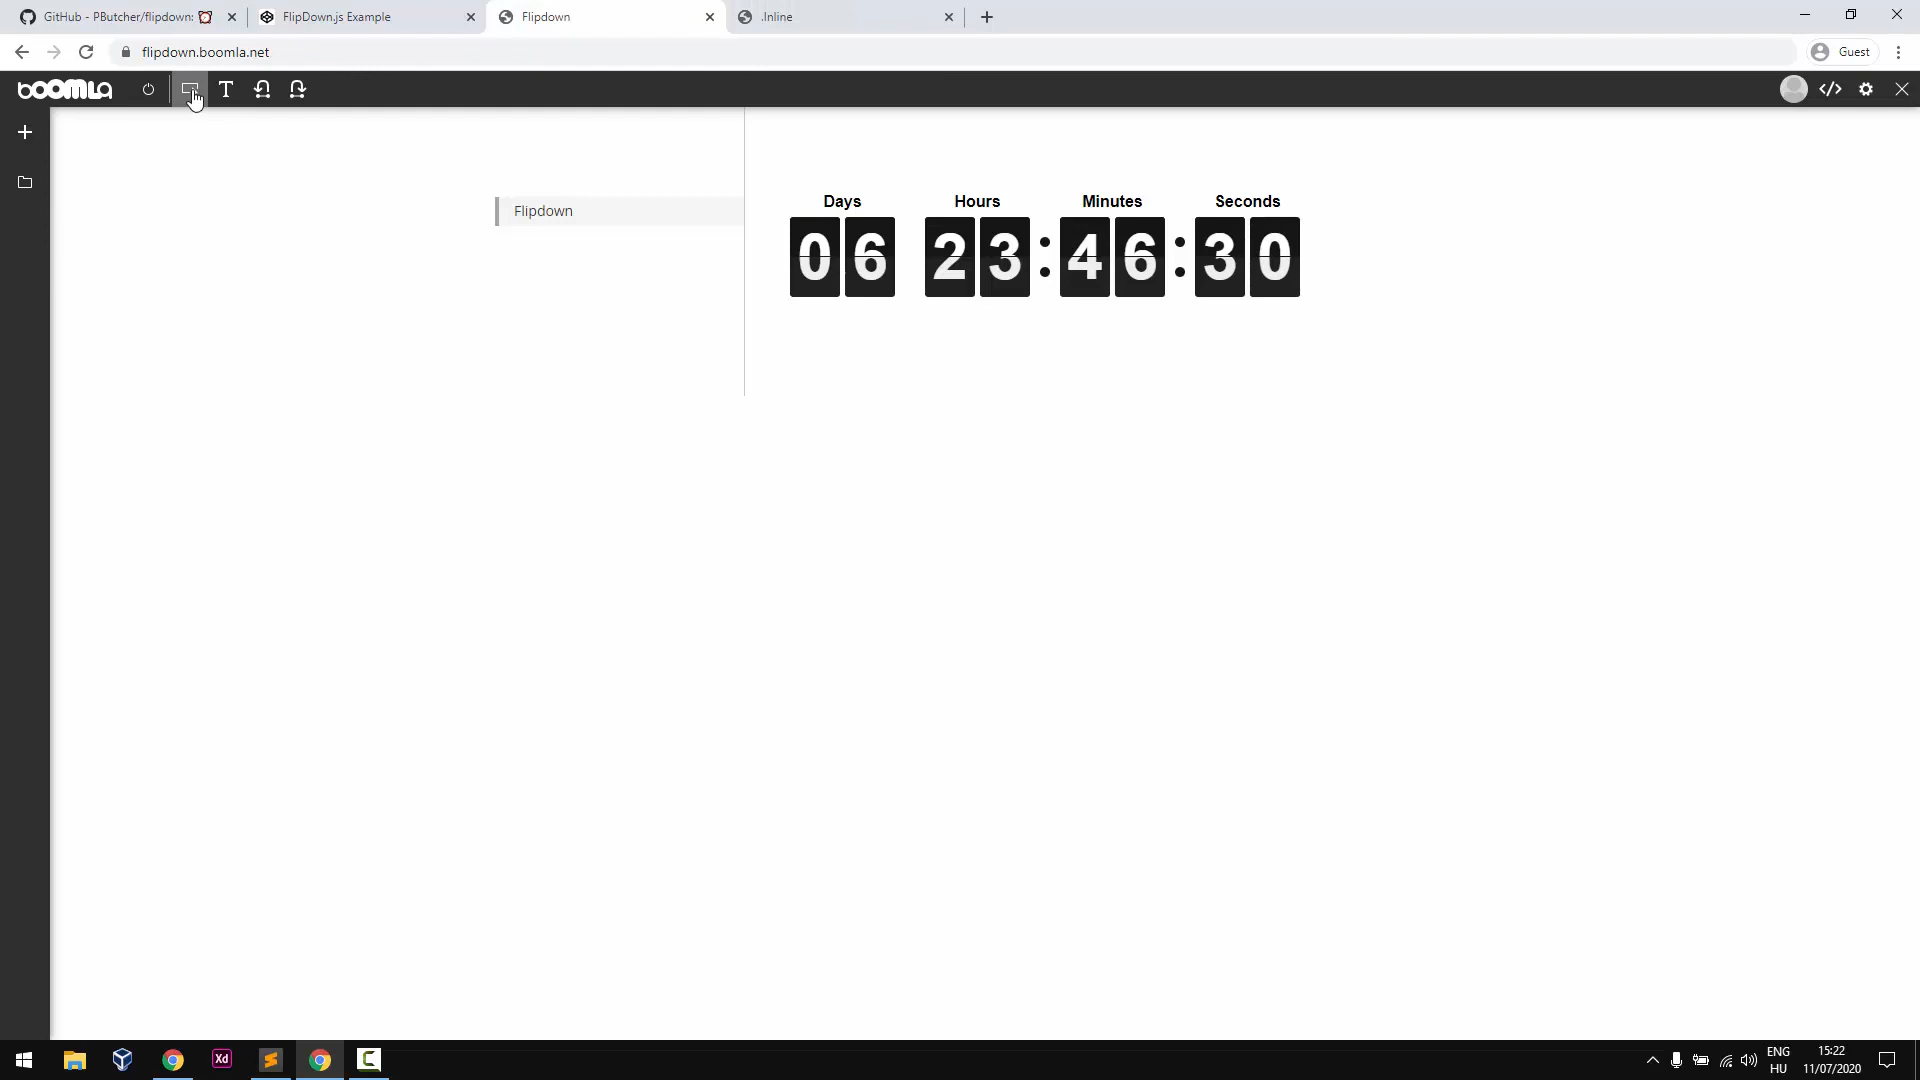 GitHub - PButcher/flipdown:
FlipDown.js Example
Flipdown
.Inline
flipdown.boomla.net
Guest
boomla
T
</>
Flipdown
Days Hours Minutes Seconds
06 23:46:30
Xd
ENG
HU
15:22
11/07/2020